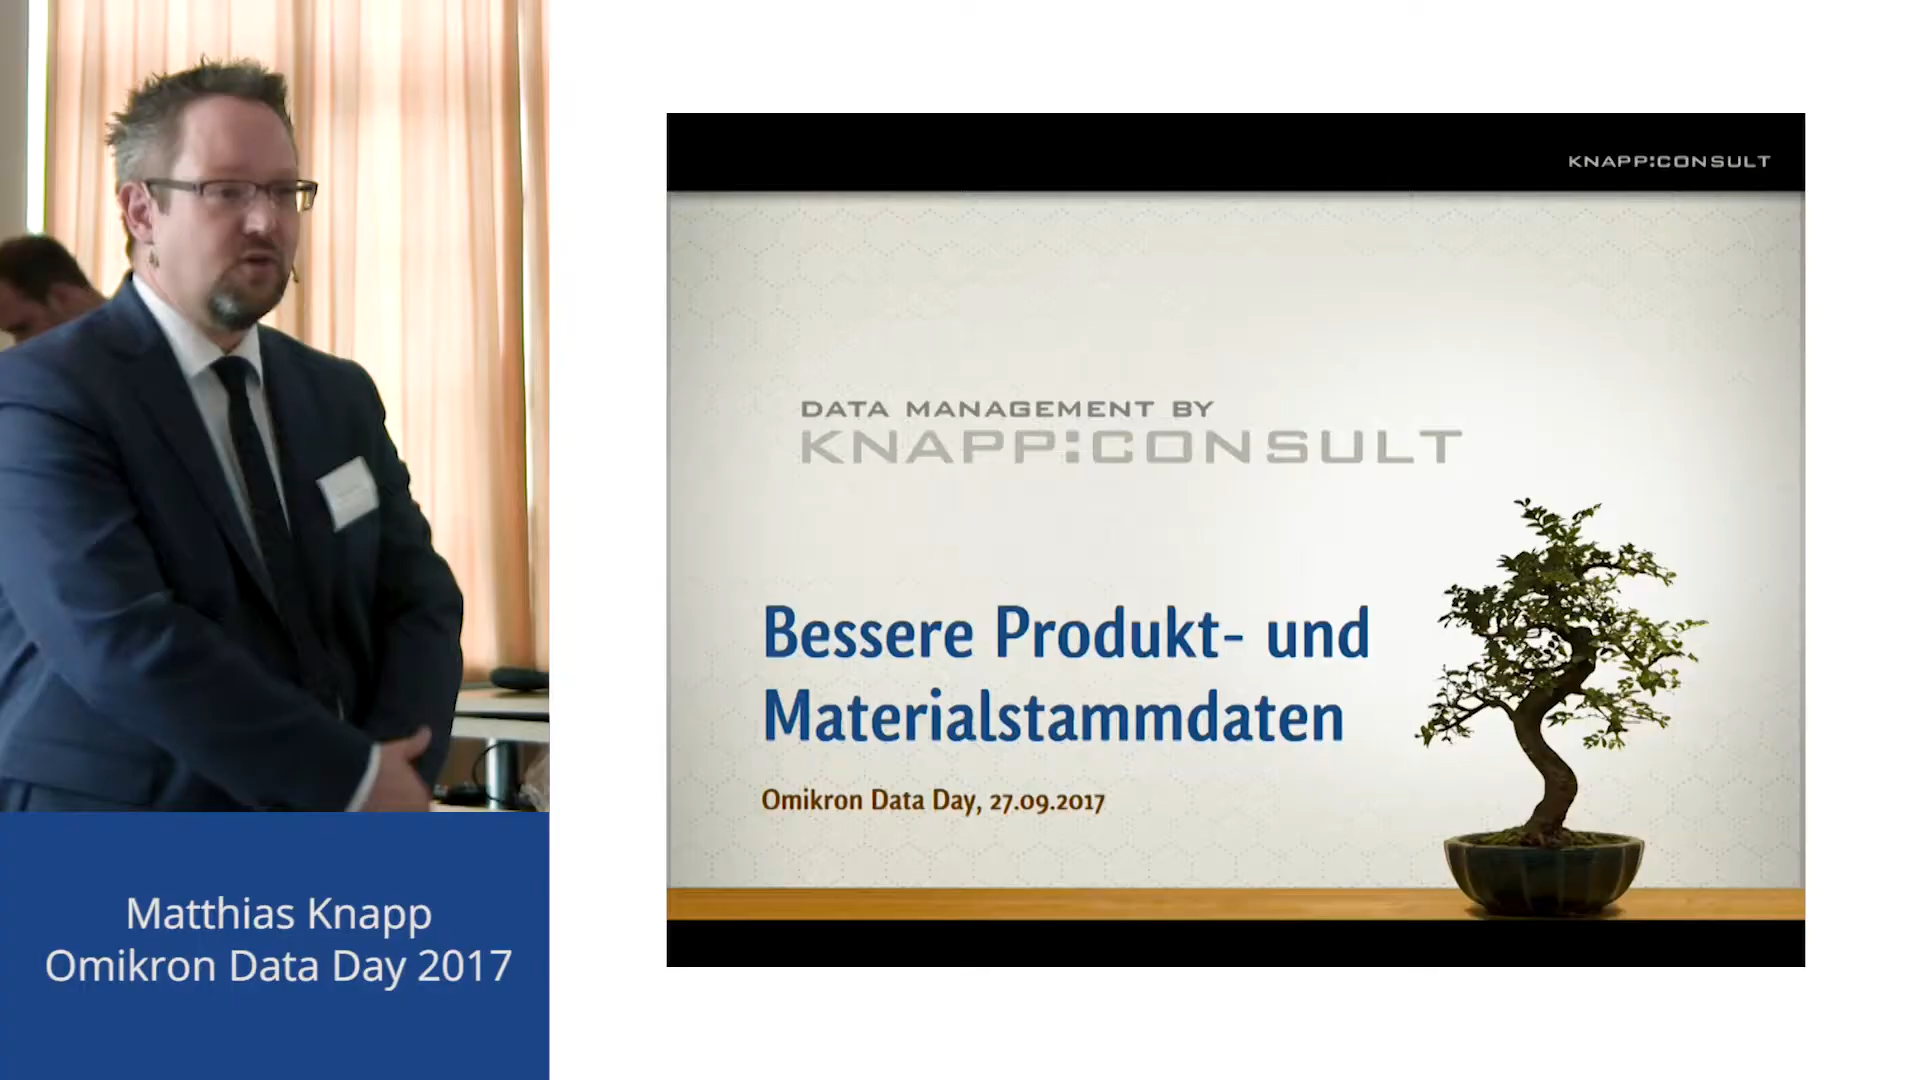 KNAPP:CONSULT
DATA MANAGEMENT BY
KNAPP:CONSULT
Bessere Produkt- und
Materialstammdaten
Omikron Data Day, 27.09.2017
Matthias Knapp
Omikron Data Day 2017